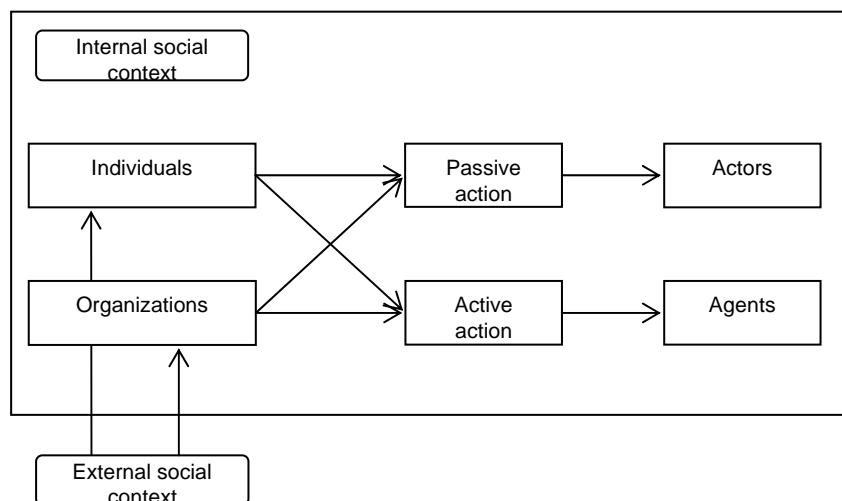 Internal social
context
Individuals
Passive
action
Actors
Organizations
Active
action
Agents
External social
context